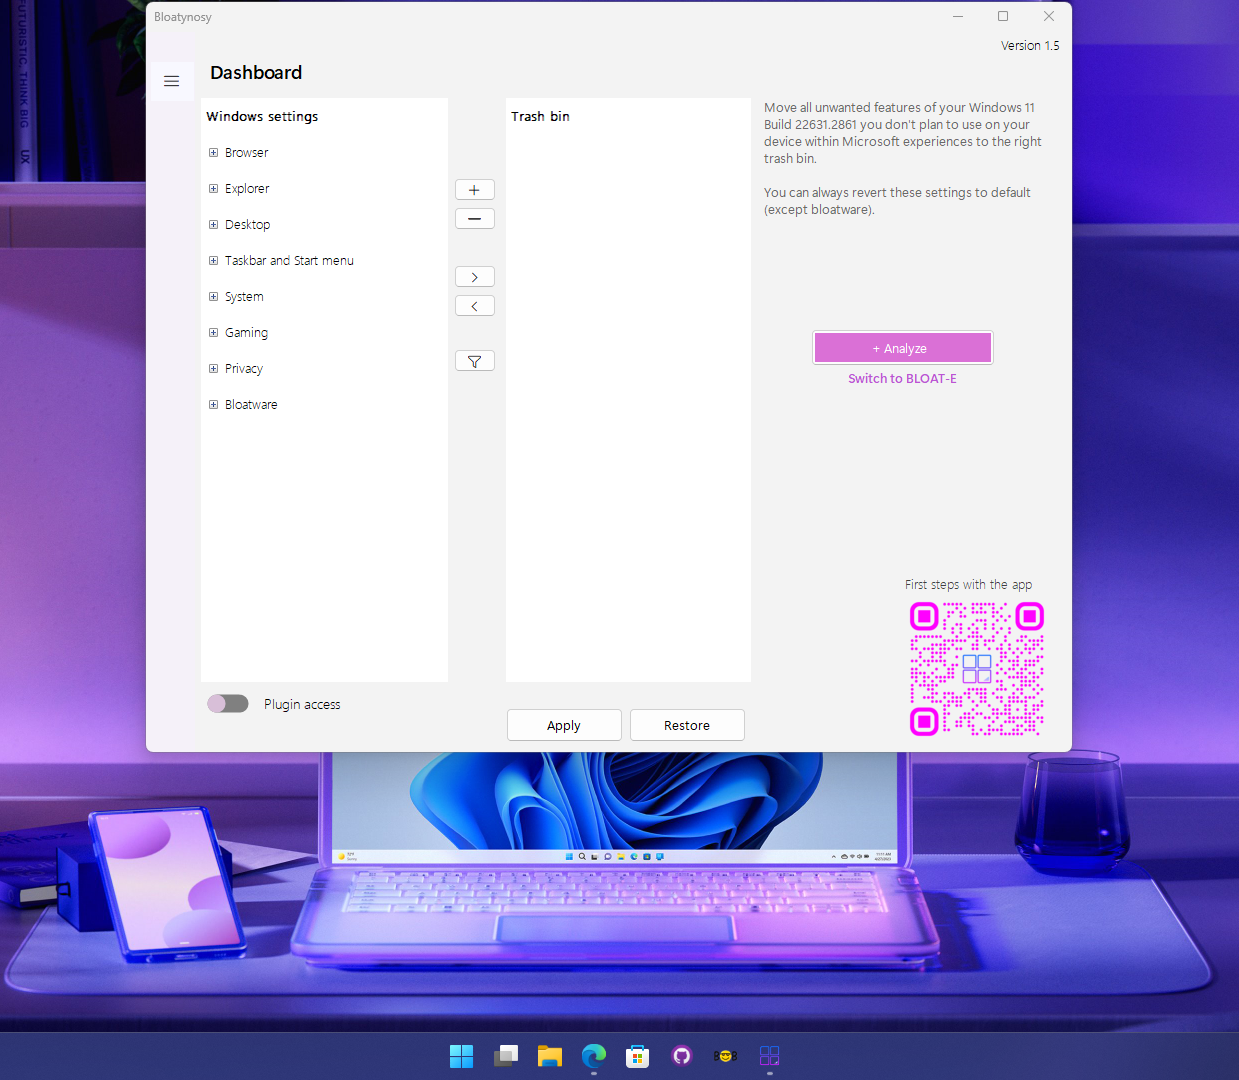 Bloatynosy
Version 1.5
Dashboard
Windows settings
Browser
Explorer
Desktop
Taskbar and Start menu
System
Gaming
Privacy
Bloatware
Trash bin
Move all unwanted features of your Windows 11
Build 22631.2861 you don't plan to use on your
device within Microsoft experiences to the right
trash bin.
You can always revert these settings to default
(except bloatware).
+ Analyze
Switch to BLOAT-E
First steps with the app
Plugin access
Apply
Restore
FUTURISTIC. THINK BIG
UX